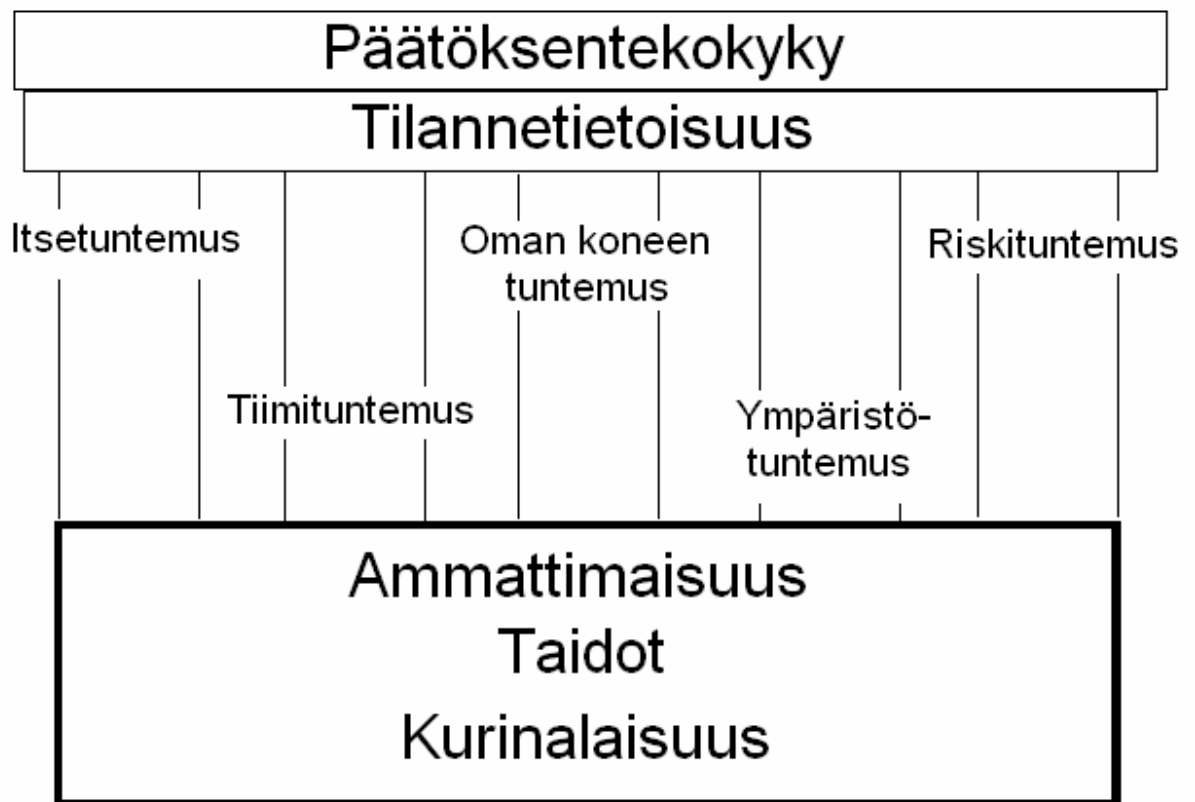 Päätöksentekokyky
Tilannetietoisuus
Itsetuntemus
Oman koneen
tuntemus
Riskituntemus
Tiimituntemus
Ympäristö-
tuntemus
Ammattimaisuus
Taidot
Kurinalaisuus